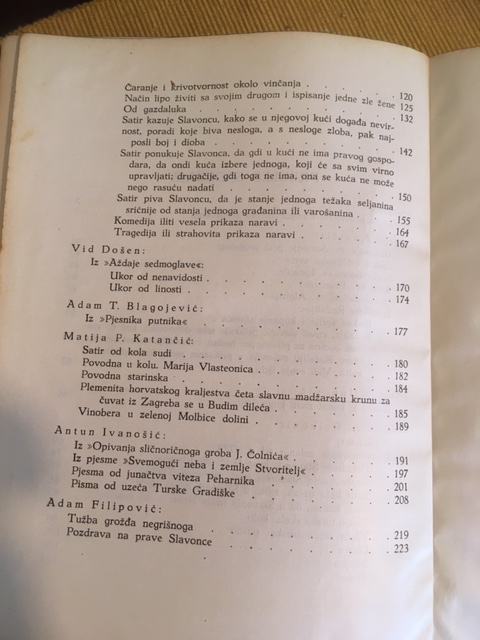 Čaranje i krivotvornost okolo vinčanja . . . . . 120
Način lipo živiti sa svojim drugom i ispisanje jedne zle žene 125
Od gazdaluka . . . . . . . . . . 132
Satir kazuje Slavoncu, kako se u njegovoj kući događa nevir-
nost, poradi koje biva nesloga, a s nesloge zloba, pak naj-
posli boj i dioba . . . . . . . . . 142
Satir ponukuje Slavonca, da gdi u kući ne ima pravog gospo-
dara, da ondi kuća izbere jednoga, koji će sa svim virno
upravljati; drugačije, gdi toga ne ima, ona se kuća ne može
nego rasuću nadati . . . . . . . . 150
Satir piva Slavoncu, da je stanje jednoga težaka seljanina
srićnije od stanja jednoga građanina ili varošanina . . . 155
Komedija iliti vesela prikaza naravi . . . . . . 164
Tragedija ili strahovita prikaza naravi . . . . . 167
Vid Došen:
Iz »Aždaje sedmoglave«:
Ukor od nenavidosti . . . . . . . . 170
Ukor od linosti . . . . . . . . . 174
Adam T. Blagojević:
Iz »Pjesnika putnika« . . . . . . . . 177
Matija P. Katančić:
Satir od kola sudi . . . . . . . . . 180
Povodna u kolu. Marija Vlasteonica . . . . . . 182
Povodna starinska . . . . . . . . . 184
Plemenita horvatskog kraljestva četa slavnu madžarsku krunu za
čuvat iz Zagreba se u Budim dileća . . . . . 185
Vinobera u zelenoj Molbice dolini . . . . . . 189
Antun Ivanošić:
Iz »Opivanja sličnoričnoga groba J. Čolnića« . . . . 191
Iz pjesme »Svemogući neba i zemlje Stvoritelj« . . . . 197
Pjesma od junačtva viteza Peharnika . . . . . 201
Pisma od uzeća Turske Gradiške . . . . . . 208
Adam Filipović:
Tužba grožđa negrišnoga . . . . . . . 219
Pozdrava na prave Slavonce . . . . . . . 223